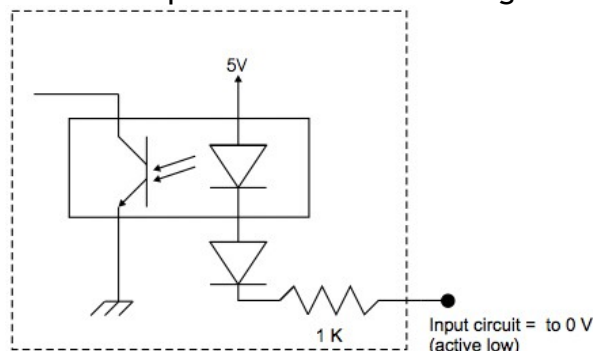 5V
1 K
Input circuit = to 0 V
(active low)